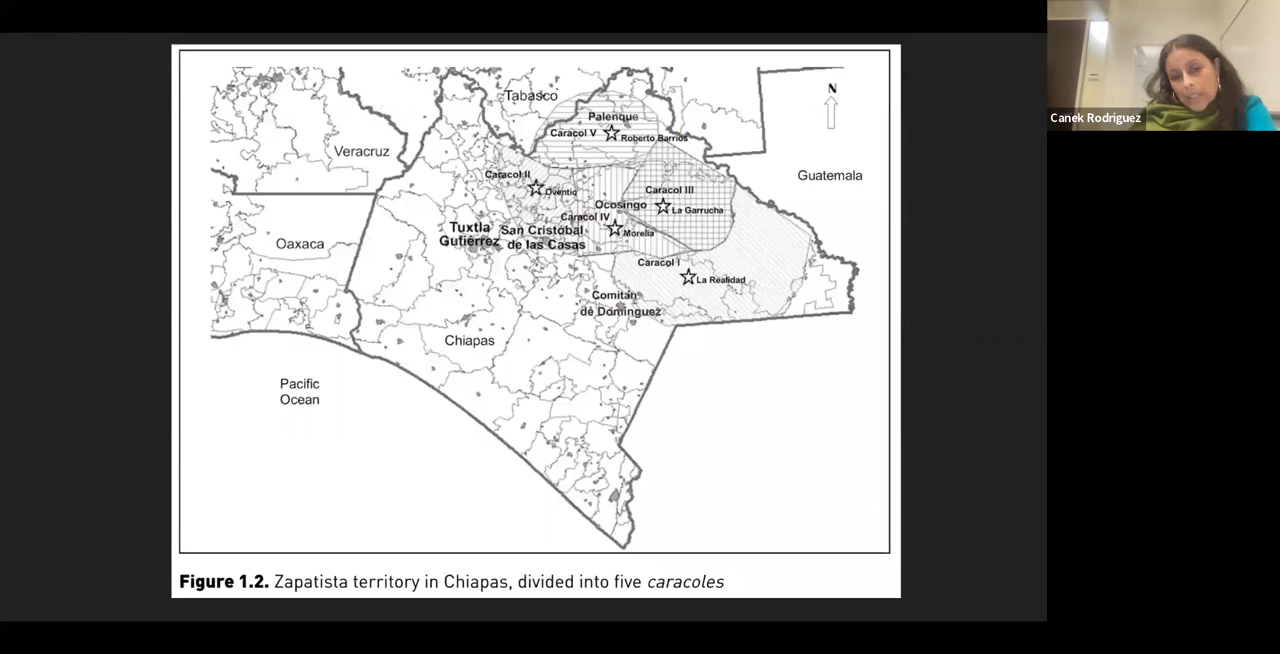 Tabasco
N
Palenque
Caracol V
Roberto Barrios
Veracruz
Caracol II
Guatemala
Oventic
Caracol III
Ocosingo
La Garrucha
Caracol IV
Tuxtla
Gutiérrez
San Cristóbal
de las Casas
Morelia
Oaxaca
Caracol I
La Realidad
Comitán
de Domínguez
Chiapas
Pacific
Ocean
Figure 1.2. Zapatista territory in Chiapas, divided into five caracoles
Canek Rodriguez